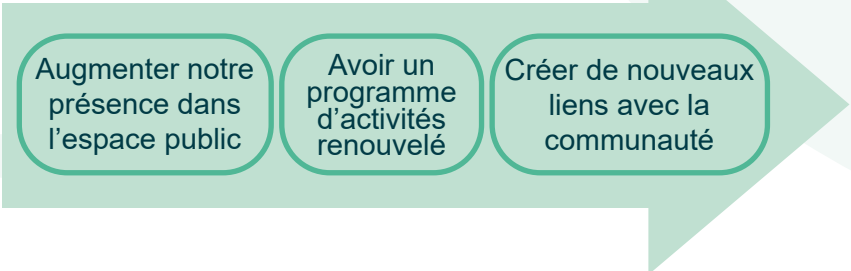 Augmenter notre
présence dans
l’espace public
Avoir un
programme
d’activités
renouvelé
Créer de nouveaux
liens avec la
communauté